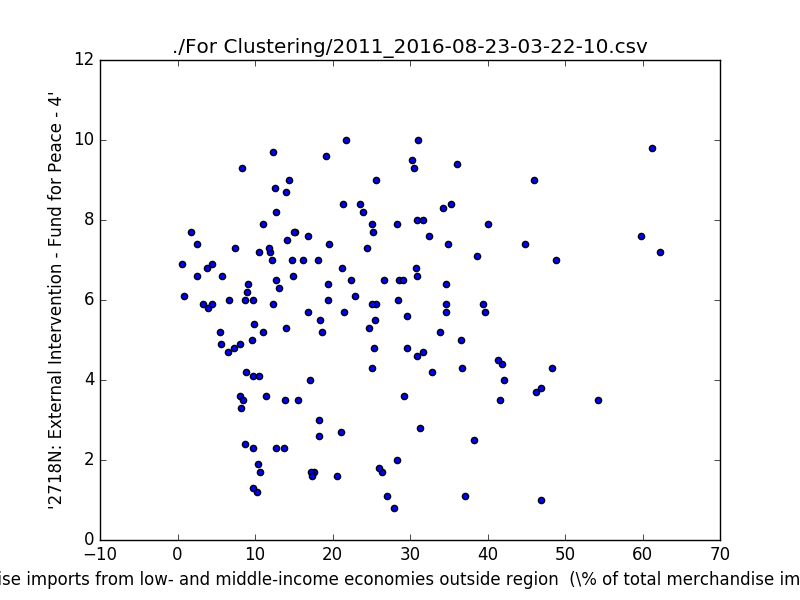 ./For Clustering/2011_2016-08-23-03-22-10.csv
12
10
8
6
4
2
0
'2718N: External Intervention - Fund for Peace - 4'
−10 0 10 20 30 40 50 60 70
imports from low- and middle-income economies outside region (\% of total merchandise